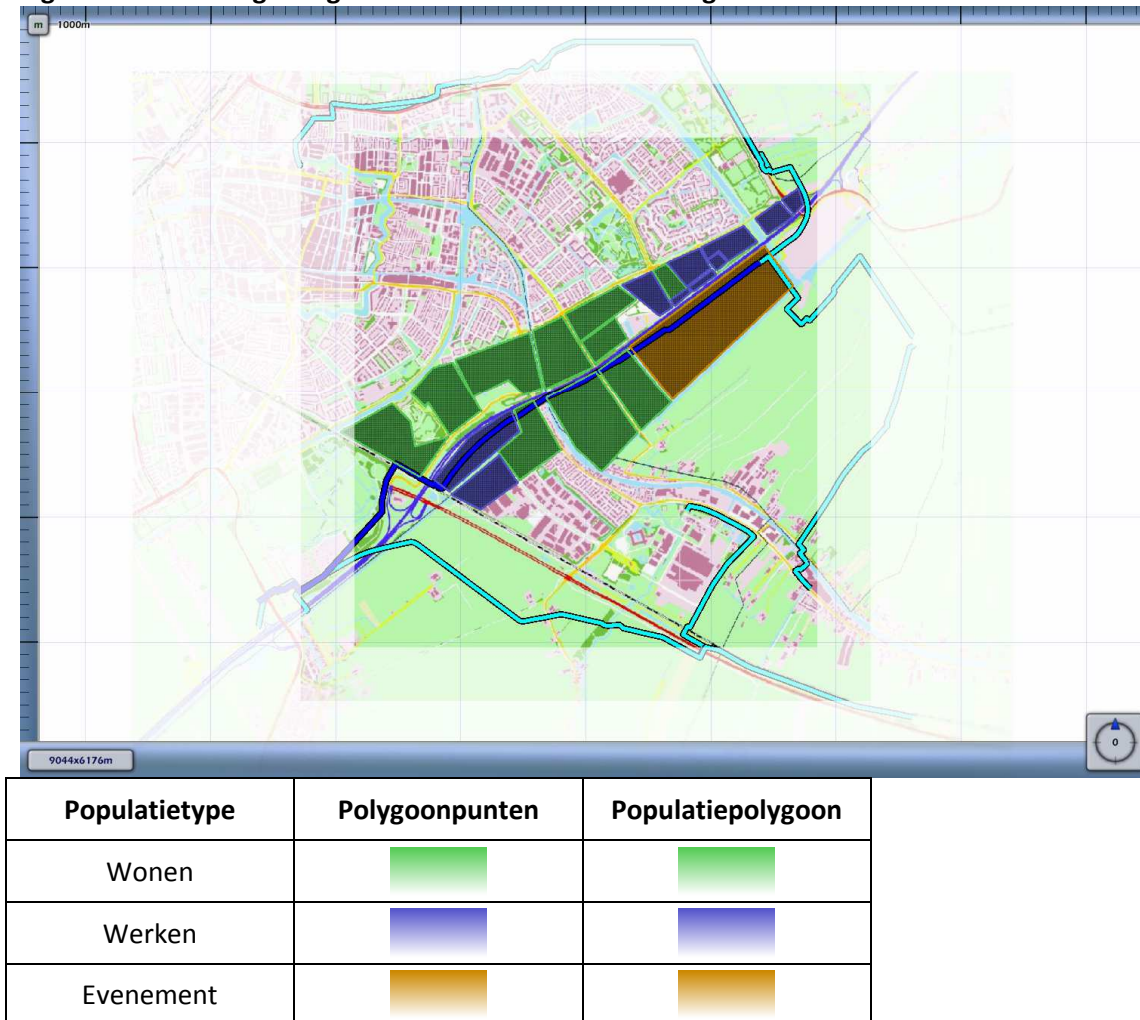 m
1000m
0
9044x6176m
Populatietype Polygoonpunten Populatiepolygoon
Wonen
Werken
Evenement